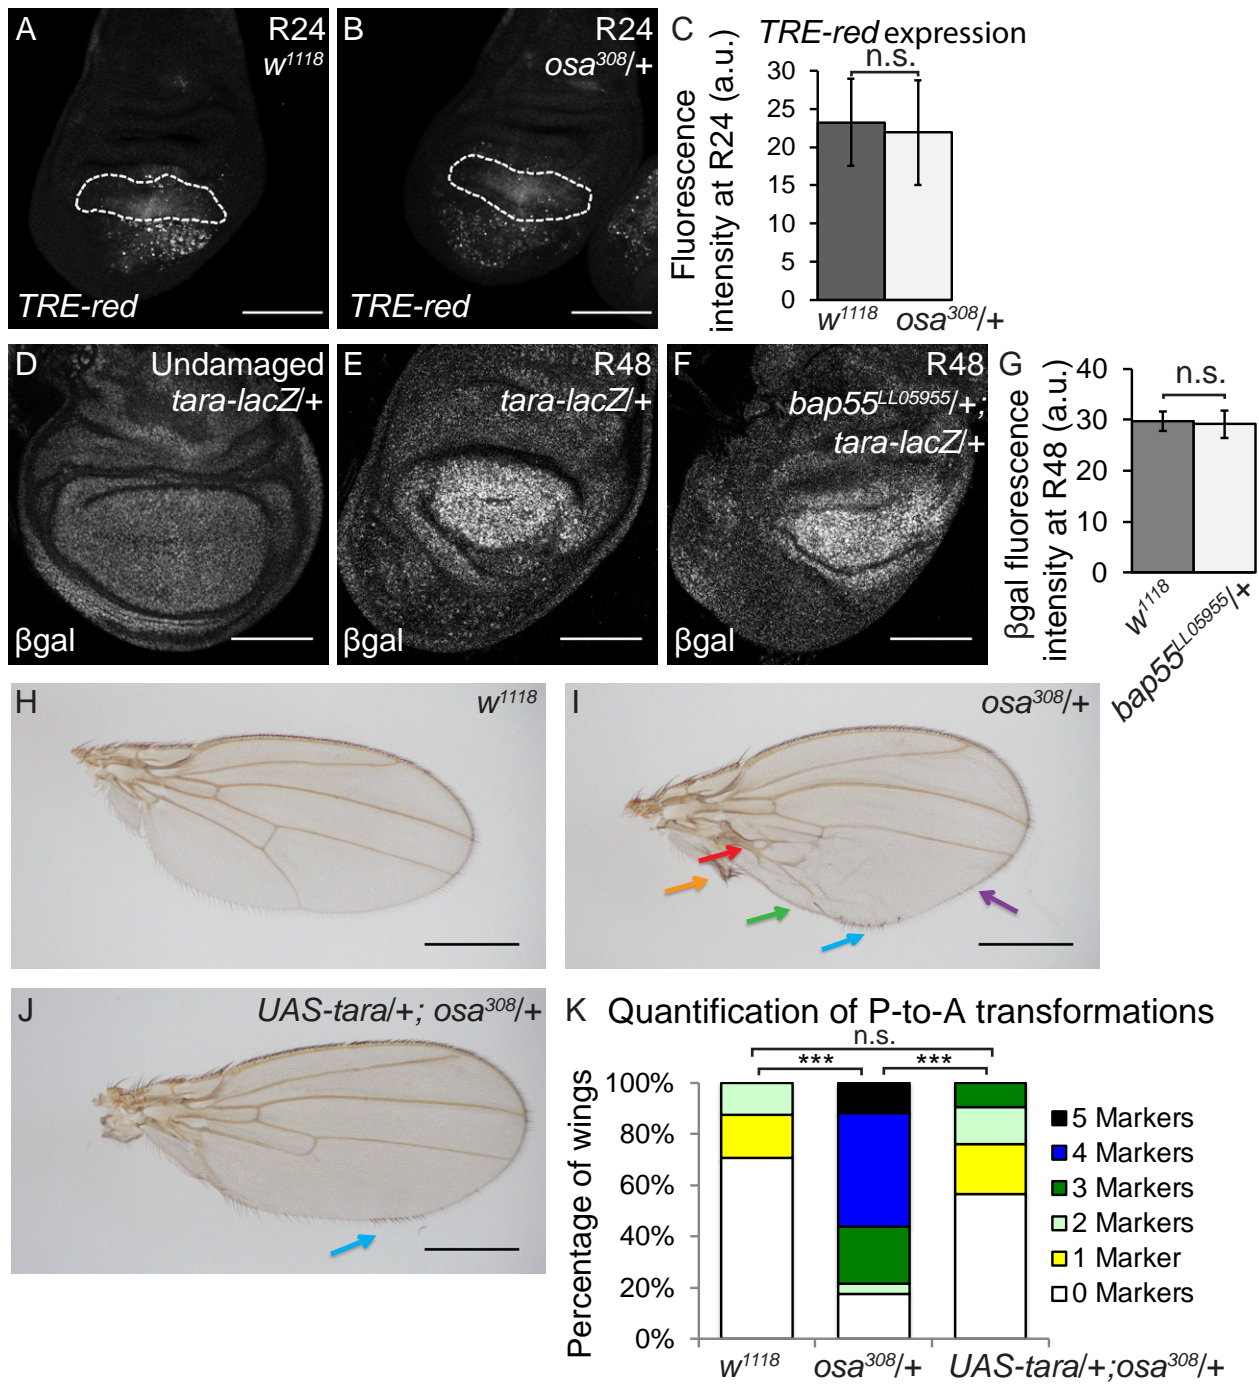 A
R24
w1118
TRE-red
B
R24
osa308/+
TRE-red
C
TRE-red expression
n.s.
Fluorescence
intensity at R24 (a.u.)
30
25
20
15
10
5
0
w1118
osa308/+
D
Undamaged
tara-lacZ/+
βgal
E
R48
tara-lacZ/+
βgal
F
R48
bap55LL05955/+;
tara-lacZ/+
βgal
G
n.s.
βgal fluorescence
intensity at R48 (a.u.)
40
30
20
10
0
w1118
bap55LL05955/+
H
w1118
I
osa308/+
J
UAS-tara/+; osa308/+
K
Quantification of P-to-A transformations
n.s.
***
***
Percentage of wings
100%
80%
60%
40%
20%
0%
5 Markers
4 Markers
3 Markers
2 Markers
1 Marker
0 Markers
w1118
osa308/+
UAS-tara/+;osa308/+